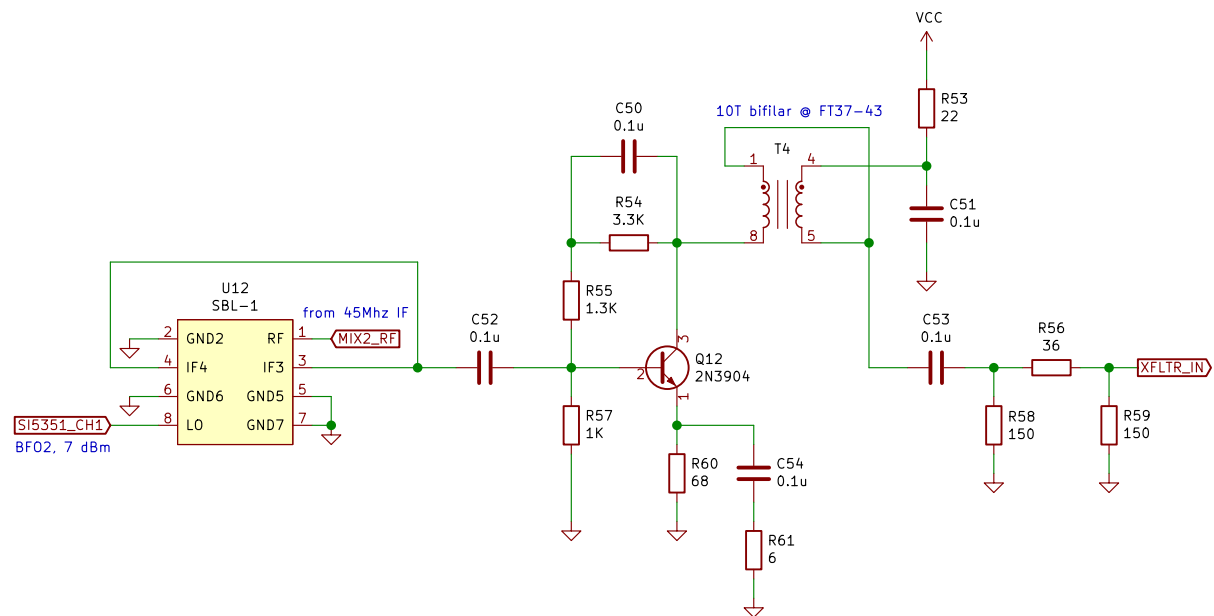 VCC
R53
22
10T bifilar @ FT37-43
C50
0.1u
T4
1
4
8
5
R54
3.3K
C51
0.1u
U12
SBL-1
from 45Mhz IF
R55
1.3K
2
GND2
RF
1
MIX2_RF
4
IF4
IF3
3
6
GND6
GND5
5
8
LO
GND7
7
SI5351_CH1
BFO2, 7 dBm
C52
0.1u
3
2
1
Q12
2N3904
C53
0.1u
R56
36
XFLTR_IN
R57
1K
R58
150
R59
150
R60
68
C54
0.1u
R61
6